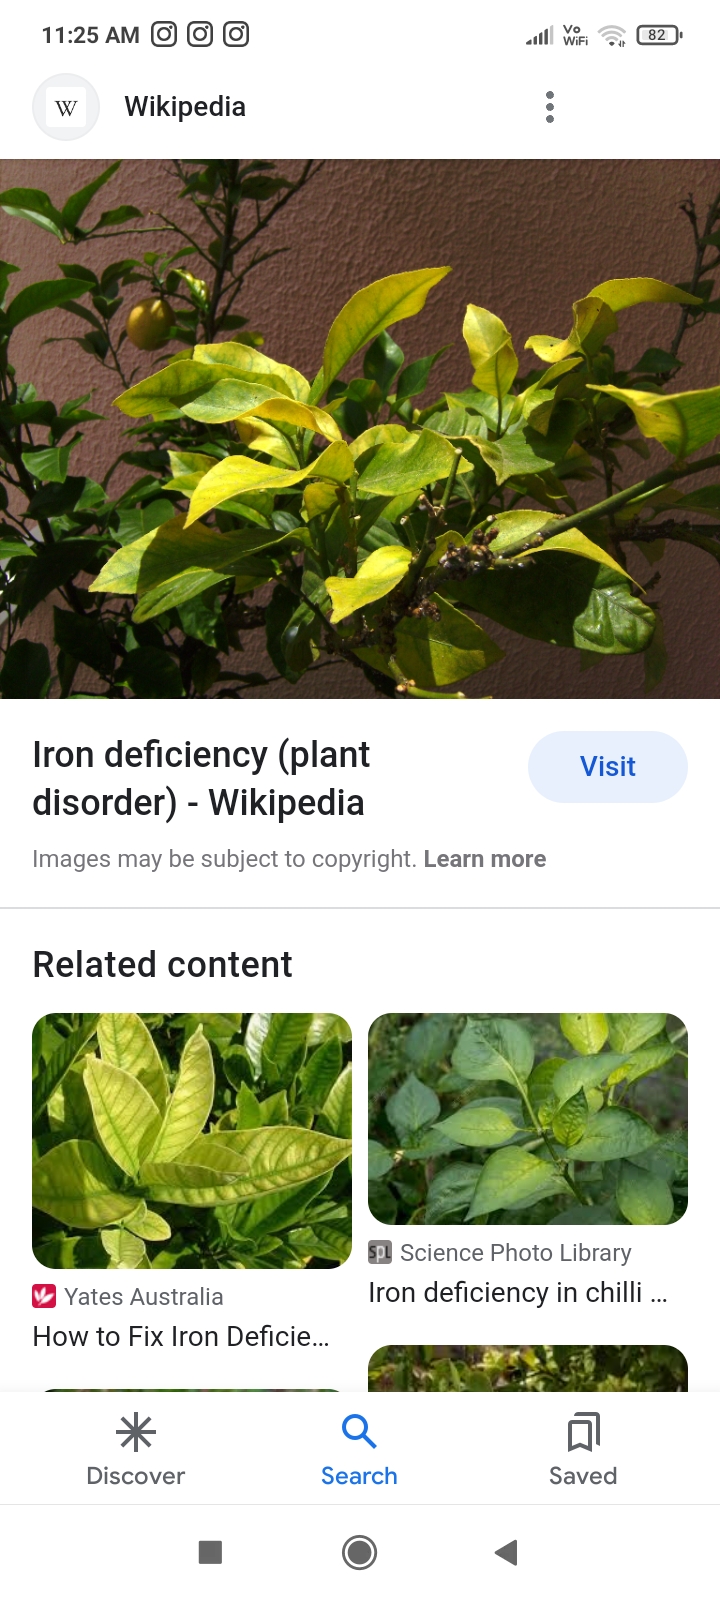 11:25 AM
Vo
WiFi
82
W
Wikipedia
Iron deficiency (plant
disorder) - Wikipedia
Visit
Images may be subject to copyright. Learn more
Related content
Yates Australia
How to Fix Iron Deficie...
SPL Science Photo Library
Iron deficiency in chilli ...
Discover
Search
Saved